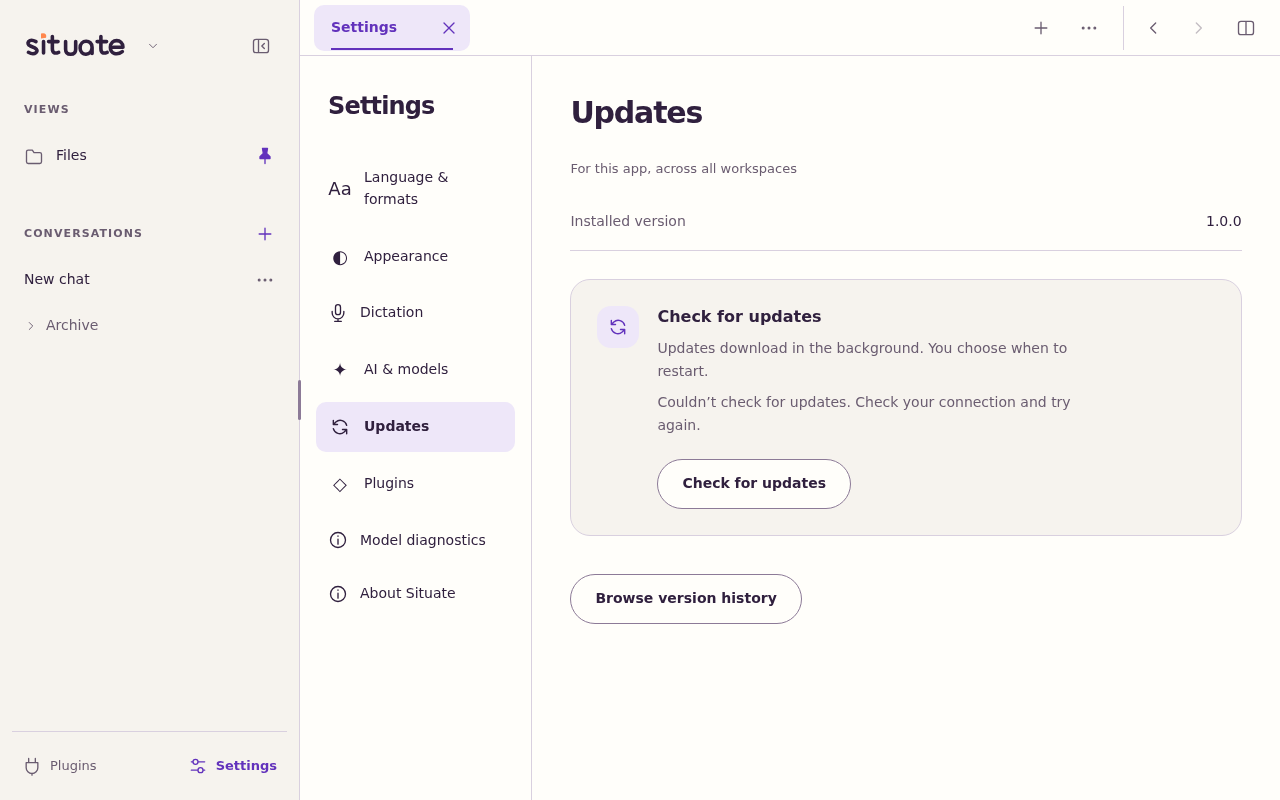 situate
VIEWS
Files
CONVERSATIONS
New chat
Archive
Plugins
Settings
Settings
Settings
Aa
Language &
formats
Appearance
Dictation
AI & models
Updates
Plugins
Model diagnostics
About Situate
Updates
For this app, across all workspaces
Installed version 1.0.0
Check for updates
Updates download in the background. You choose when to
restart.
Couldn’t check for updates. Check your connection and try
again.
Check for updates
Browse version history